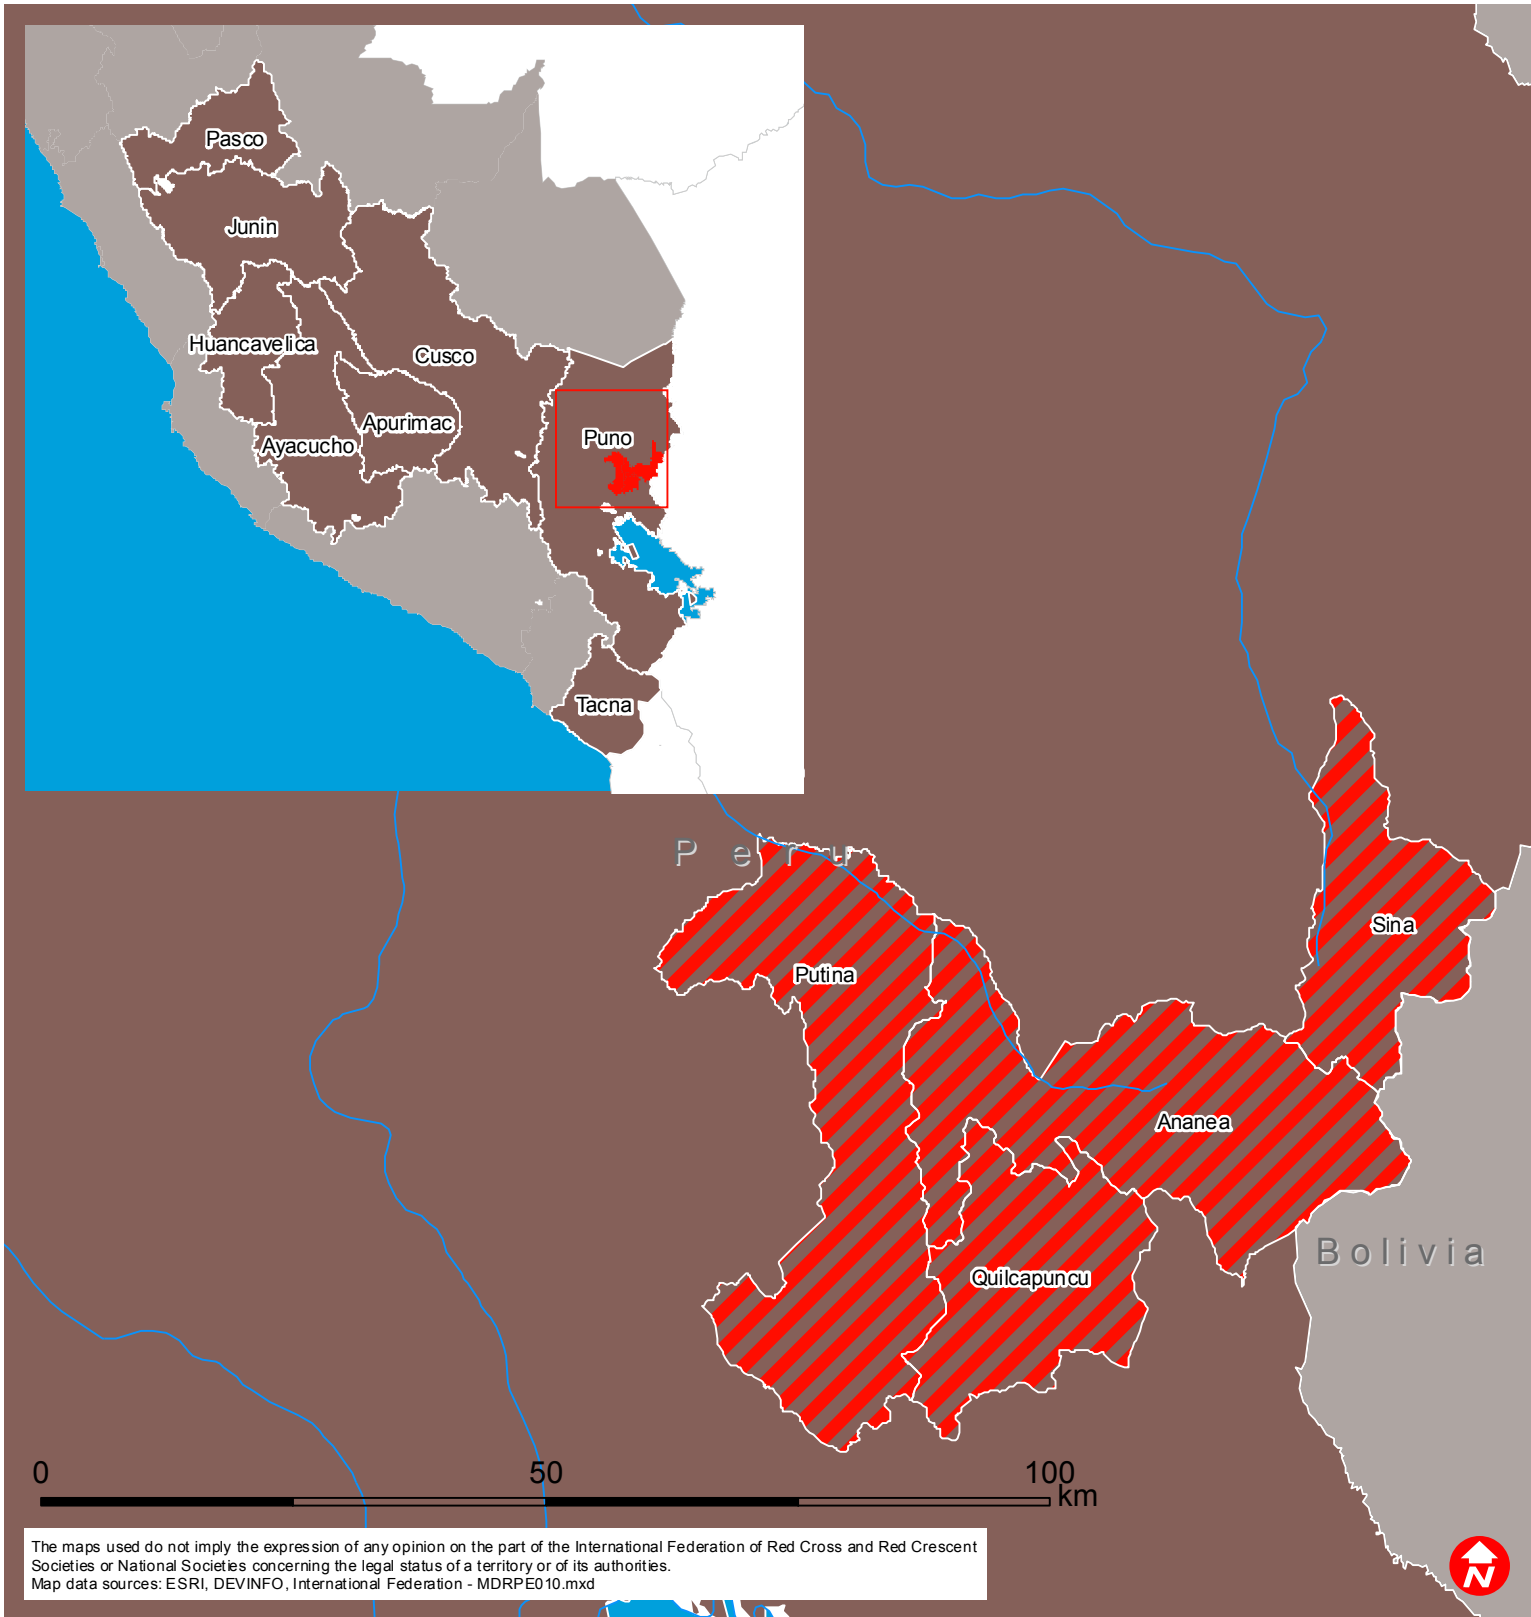 Pasco
Junin
Huancavelica
Cusco
Apurimac
Ayacucho
Puno
Tacna
Peru
Sina
Putina
Ananea
Bolivia
Quilcapuncu
0 50 100
km
The maps used do not imply the expression of any opinion on the part of the International Federation of Red Cross and Red Crescent
Societies or National Societies concerning the legal status of a territory or of its authorities.
Map data sources: ESRI, DEVINFO, International Federation - MDRPE010.mxd
N